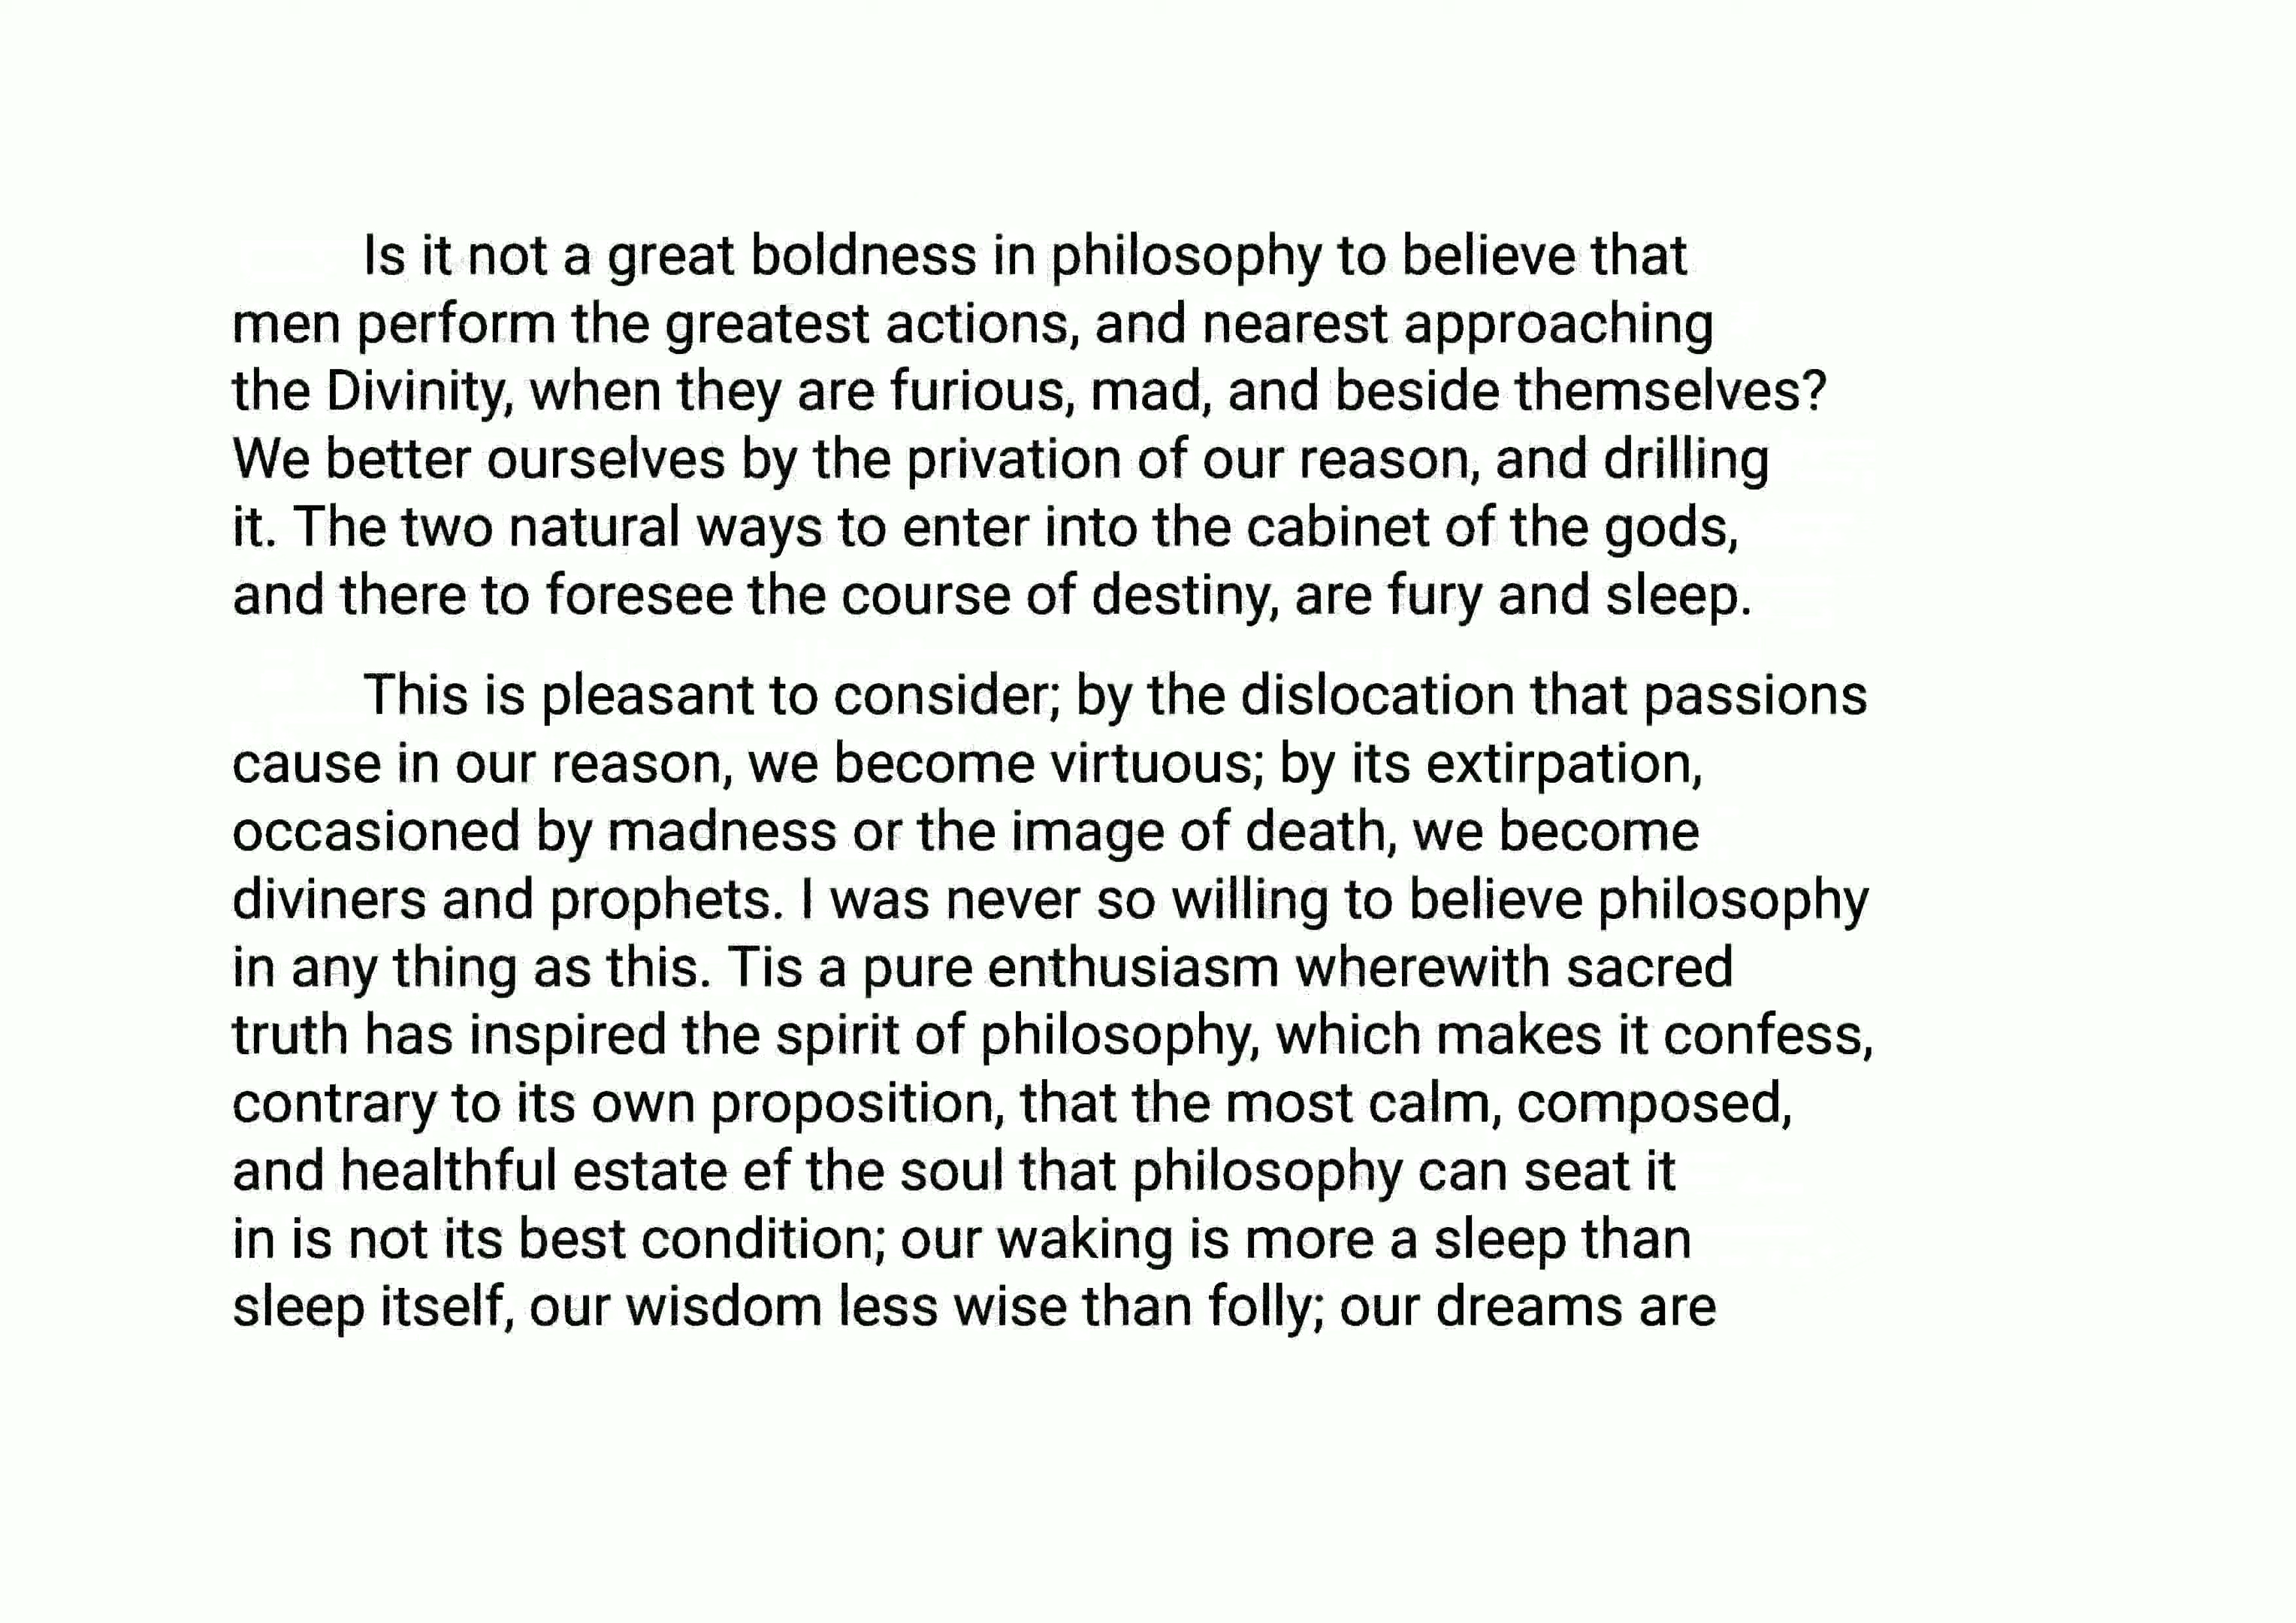 Is it not a great boldness in philosophy to believe that
men perform the greatest actions, and nearest approaching
the Divinity, when they are furious, mad, and beside themselves?
We better ourselves by the privation of our reason, and drilling
it. The two natural ways to enter into the cabinet of the gods,
and there to foresee the course of destiny, are fury and sleep.
This is pleasant to consider; by the dislocation that passions
cause in our reason, we become virtuous; by its extirpation,
occasioned by madness or the image of death, we become
diviners and prophets. I was never so willing to believe philosophy
in any thing as this. Tis a pure enthusiasm wherewith sacred
truth has inspired the spirit of philosophy, which makes it confess,
contrary to its own proposition, that the most calm, composed,
and healthful estate ef the soul that philosophy can seat it
in is not its best condition; our waking is more a sleep than
sleep itself, our wisdom less wise than folly; our dreams are